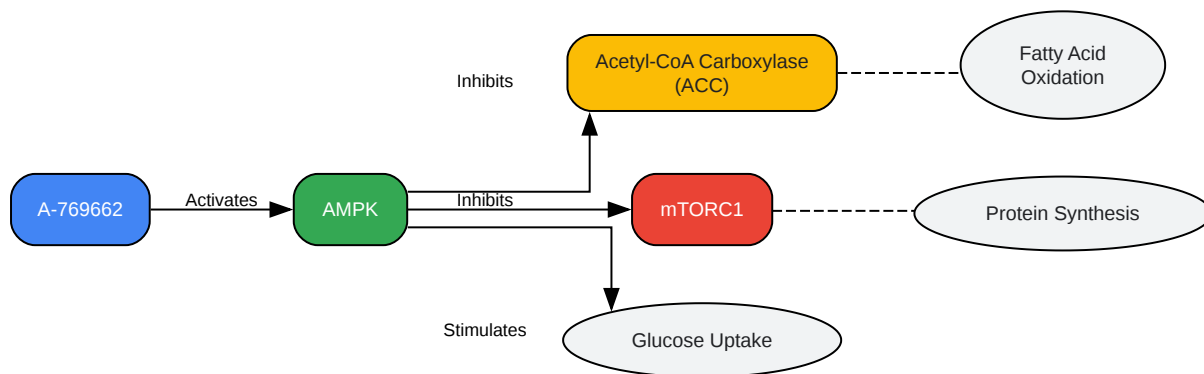 Fatty Acid
Oxidation
Acetyl-CoA Carboxylase
(ACC)
Inhibits
A-769662
Activates
AMPK
Inhibits
mTORC1
Protein Synthesis
Stimulates
Glucose Uptake